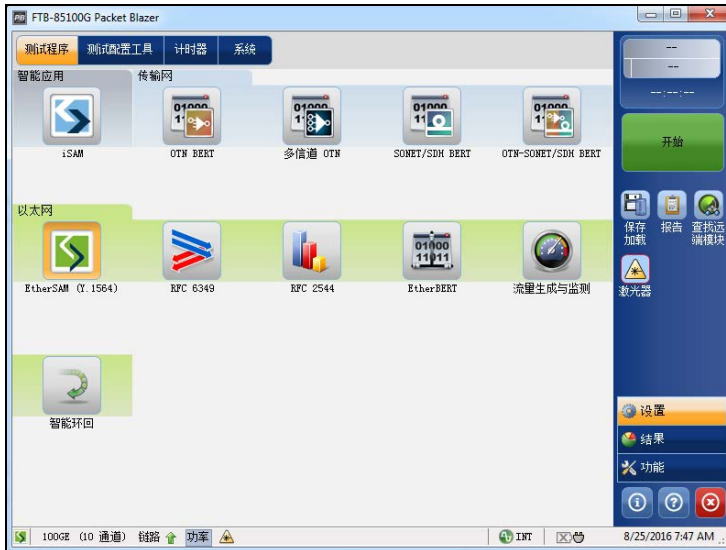 FTB-85100G Packet Blazer
测试程序 测试配置工具 计时器 系统
智能应用 传输网
iSAM OTN BERT 多信道 OTN SONET/SDH BERT OTN-SONET/SDH BERT
以太网
EtherSAM (Y.1564) RFC 6349 RFC 2544 EtherBERT 流量生成与监测
智能环回
--
--
--:--:--
开始
保存加载 报告 查找远端模块
激光器
设置
结果
功能
100GE (10 通道) 链路 功率 INT 8/25/2016 7:47 AM